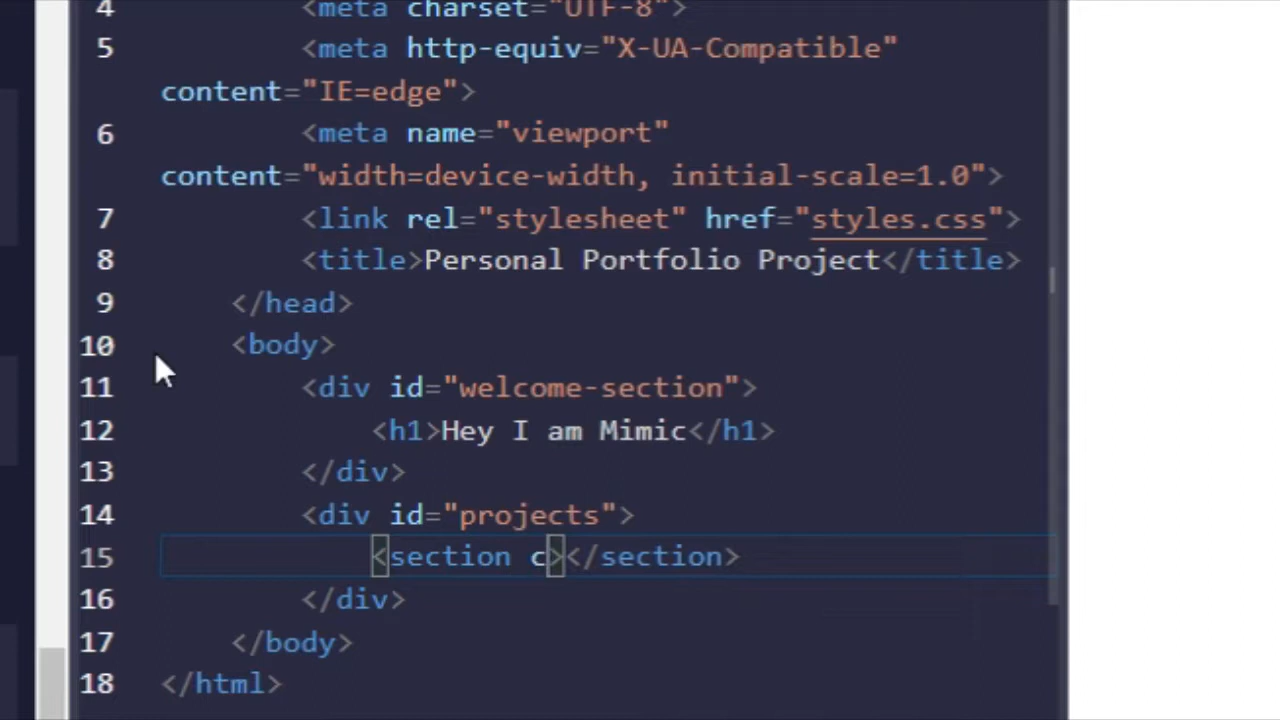 4 <meta charset="UTF-8">
5 <meta http-equiv="X-UA-Compatible"
content="IE=edge">
6 <meta name="viewport"
content="width=device-width, initial-scale=1.0">
7 <link rel="stylesheet" href="styles.css">
8 <title>Personal Portfolio Project</title>
9 </head>
10 <body>
11 <div id="welcome-section">
12 <h1>Hey I am Mimic</h1>
13 </div>
14 <div id="projects">
15 <section c></section>
16 </div>
17 </body>
18 </html>